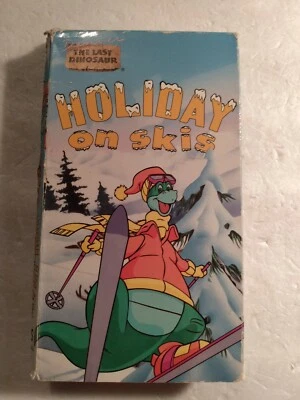 THE LAST
DINOSAUR
HOLIDAY
on skis